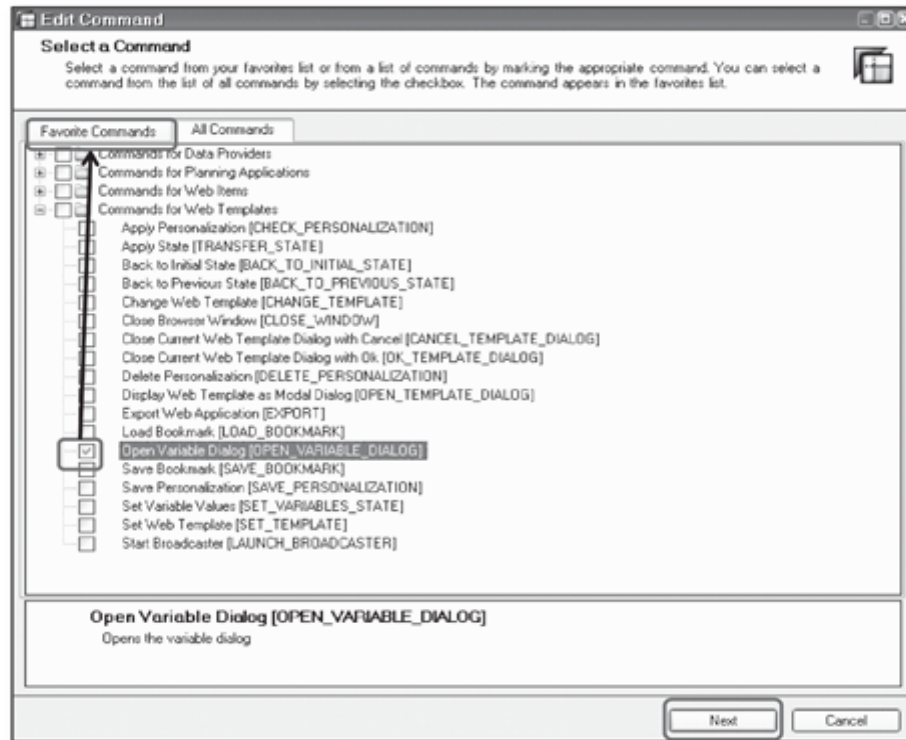 Edit Command
Select a Command
Select a command from your favorites list or from a list of commands by marking the appropriate command. You can select a
command from the list of all commands by selecting the checkbox. The command appears in the favorites list.
Favorite Commands All Commands
Commands for Data Providers
Commands for Planning Applications
Commands for Web Items
Commands for Web Templates
Apply Personalization [CHECK_PERSONALIZATION]
Apply State [TRANSFER_STATE]
Back to Initial State [BACK_TO_INITIAL_STATE]
Back to Previous State [BACK_TO_PREVIOUS_STATE]
Change Web Template [CHANGE_TEMPLATE]
Close Browser Window [CLOSE_WINDOW]
Close Current Web Template Dialog with Cancel [CANCEL_TEMPLATE_DIALOG]
Close Current Web Template Dialog with Ok [OK_TEMPLATE_DIALOG]
Delete Personalization [DELETE_PERSONALIZATION]
Display Web Template as Modal Dialog [OPEN_TEMPLATE_DIALOG]
Export Web Application [EXPORT]
Load Bookmark [LOAD_BOOKMARK]
Open Variable Dialog [OPEN_VARIABLE_DIALOG]
Save Bookmark [SAVE_BOOKMARK]
Save Personalization [SAVE_PERSONALIZATION]
Set Variable Values [SET_VARIABLES_STATE]
Set Web Template [SET_TEMPLATE]
Start Broadcaster [LAUNCH_BROADCASTER]
Open Variable Dialog [OPEN_VARIABLE_DIALOG]
Opens the variable dialog
Next Cancel